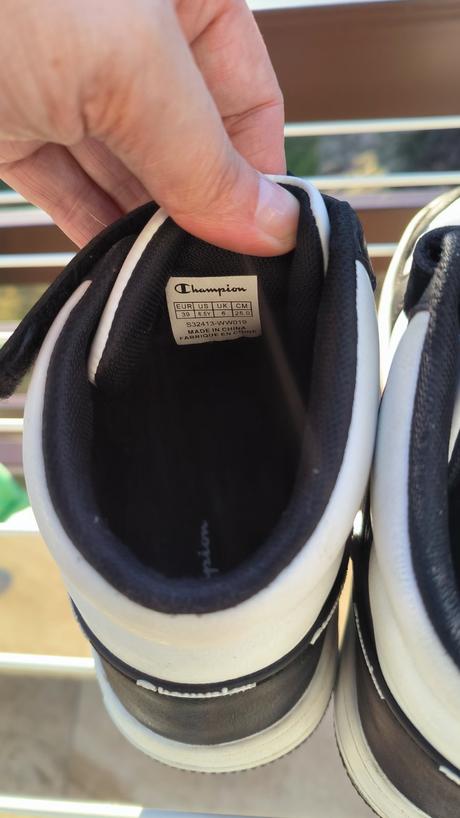 Champion
EUR US UK CM
39 6.5Y 6 25.0
S32413-WW019
MADE IN CHINA
FABRIQUE EN CHINE
pion
Champion